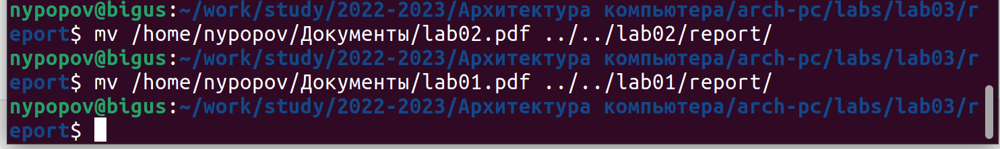 nypopov@bigus:~/work/study/2022-2023/Архитектура компьютера/arch-pc/labs/lab03/r
eport$ mv /home/nypopov/Документы/lab02.pdf ../../lab02/report/
nypopov@bigus:~/work/study/2022-2023/Архитектура компьютера/arch-pc/labs/lab03/r
eport$ mv /home/nypopov/Документы/lab01.pdf ../../lab01/report/
nypopov@bigus:~/work/study/2022-2023/Архитектура компьютера/arch-pc/labs/lab03/r
eport$